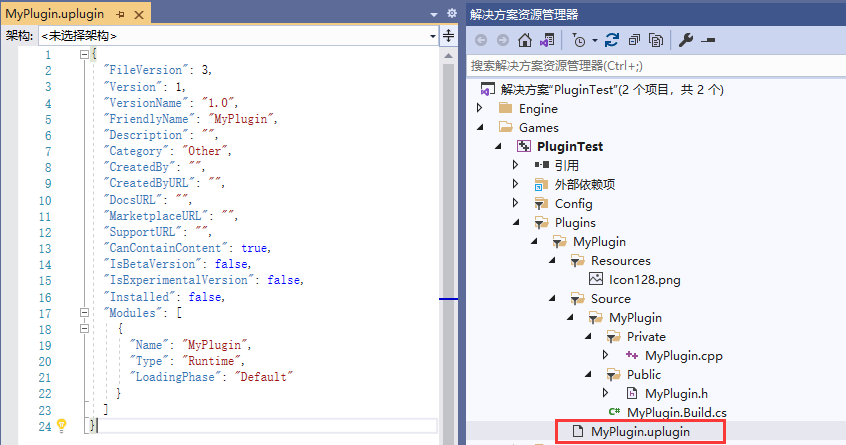 MyPlugin.uplugin
架构: <未选择架构>
1 {
2 "FileVersion": 3,
3 "Version": 1,
4 "VersionName": "1.0",
5 "FriendlyName": "MyPlugin",
6 "Description": "",
7 "Category": "Other",
8 "CreatedBy": "",
9 "CreatedByURL": "",
10 "DocsURL": "",
11 "MarketplaceURL": "",
12 "SupportURL": "",
13 "CanContainContent": true,
14 "IsBetaVersion": false,
15 "IsExperimentalVersion": false,
16 "Installed": false,
17 "Modules": [
18 {
19 "Name": "MyPlugin",
20 "Type": "Runtime",
21 "LoadingPhase": "Default"
22 }
23 ]
24 }
解决方案资源管理器
搜索解决方案资源管理器(Ctrl+;)
解决方案"PluginTest"(2 个项目，共 2 个)
Engine
Games
PluginTest
引用
外部依赖项
Config
Plugins
MyPlugin
Resources
Icon128.png
Source
MyPlugin
Private
MyPlugin.cpp
Public
MyPlugin.h
C# MyPlugin.Build.cs
MyPlugin.uplugin